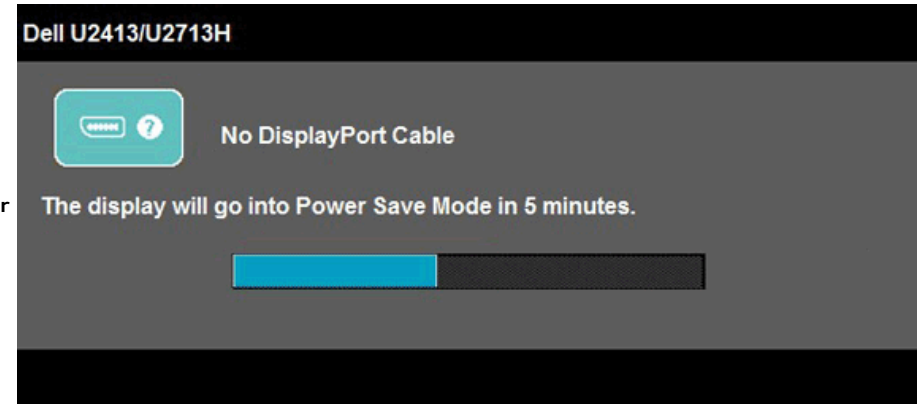 Dell U2413/U2713H
?
No DisplayPort Cable
r
The display will go into Power Save Mode in 5 minutes.